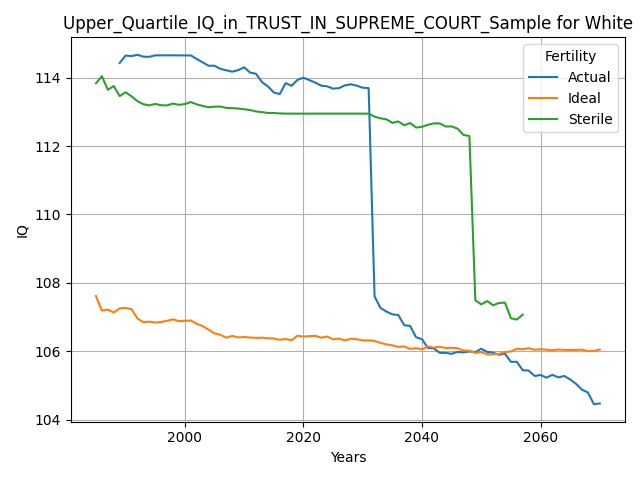 Upper_Quartile_IQ_in_TRUST_IN_SUPREME_COURT_Sample for White
Fertility
Actual
Ideal
Sterile
114
112
110
108
106
104
IQ
2000
2020
2040
2060
Years